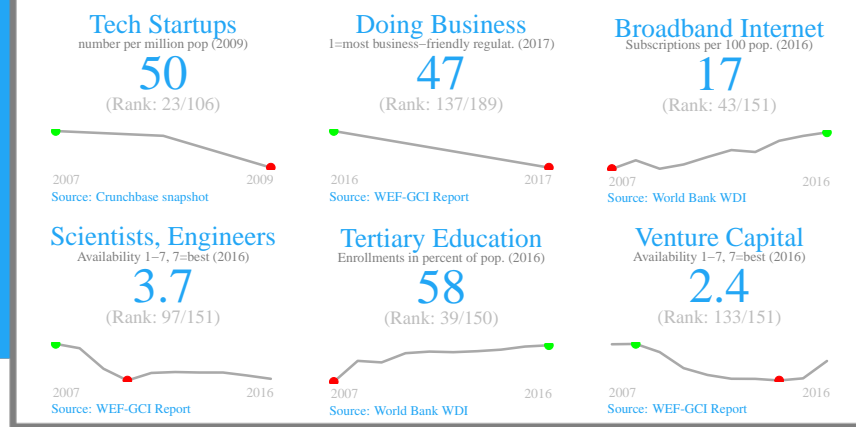 Tech Startups
number per million pop (2009)
50
(Rank: 23/106)
2007 2009
Source: Crunchbase snapshot
Doing Business
1=most business−friendly regulat. (2017)
47
(Rank: 137/189)
2016 2017
Source: WEF-GCI Report
Broadband Internet
Subscriptions per 100 pop. (2016)
17
(Rank: 43/151)
2007 2016
Source: World Bank WDI
Scientists, Engineers
Availability 1−7, 7=best (2016)
3.7
(Rank: 97/151)
2007 2016
Source: WEF-GCI Report
Tertiary Education
Enrollments in percent of pop. (2016)
58
(Rank: 39/150)
2007 2016
Source: World Bank WDI
Venture Capital
Availability 1−7, 7=best (2016)
2.4
(Rank: 133/151)
2007 2016
Source: WEF-GCI Report